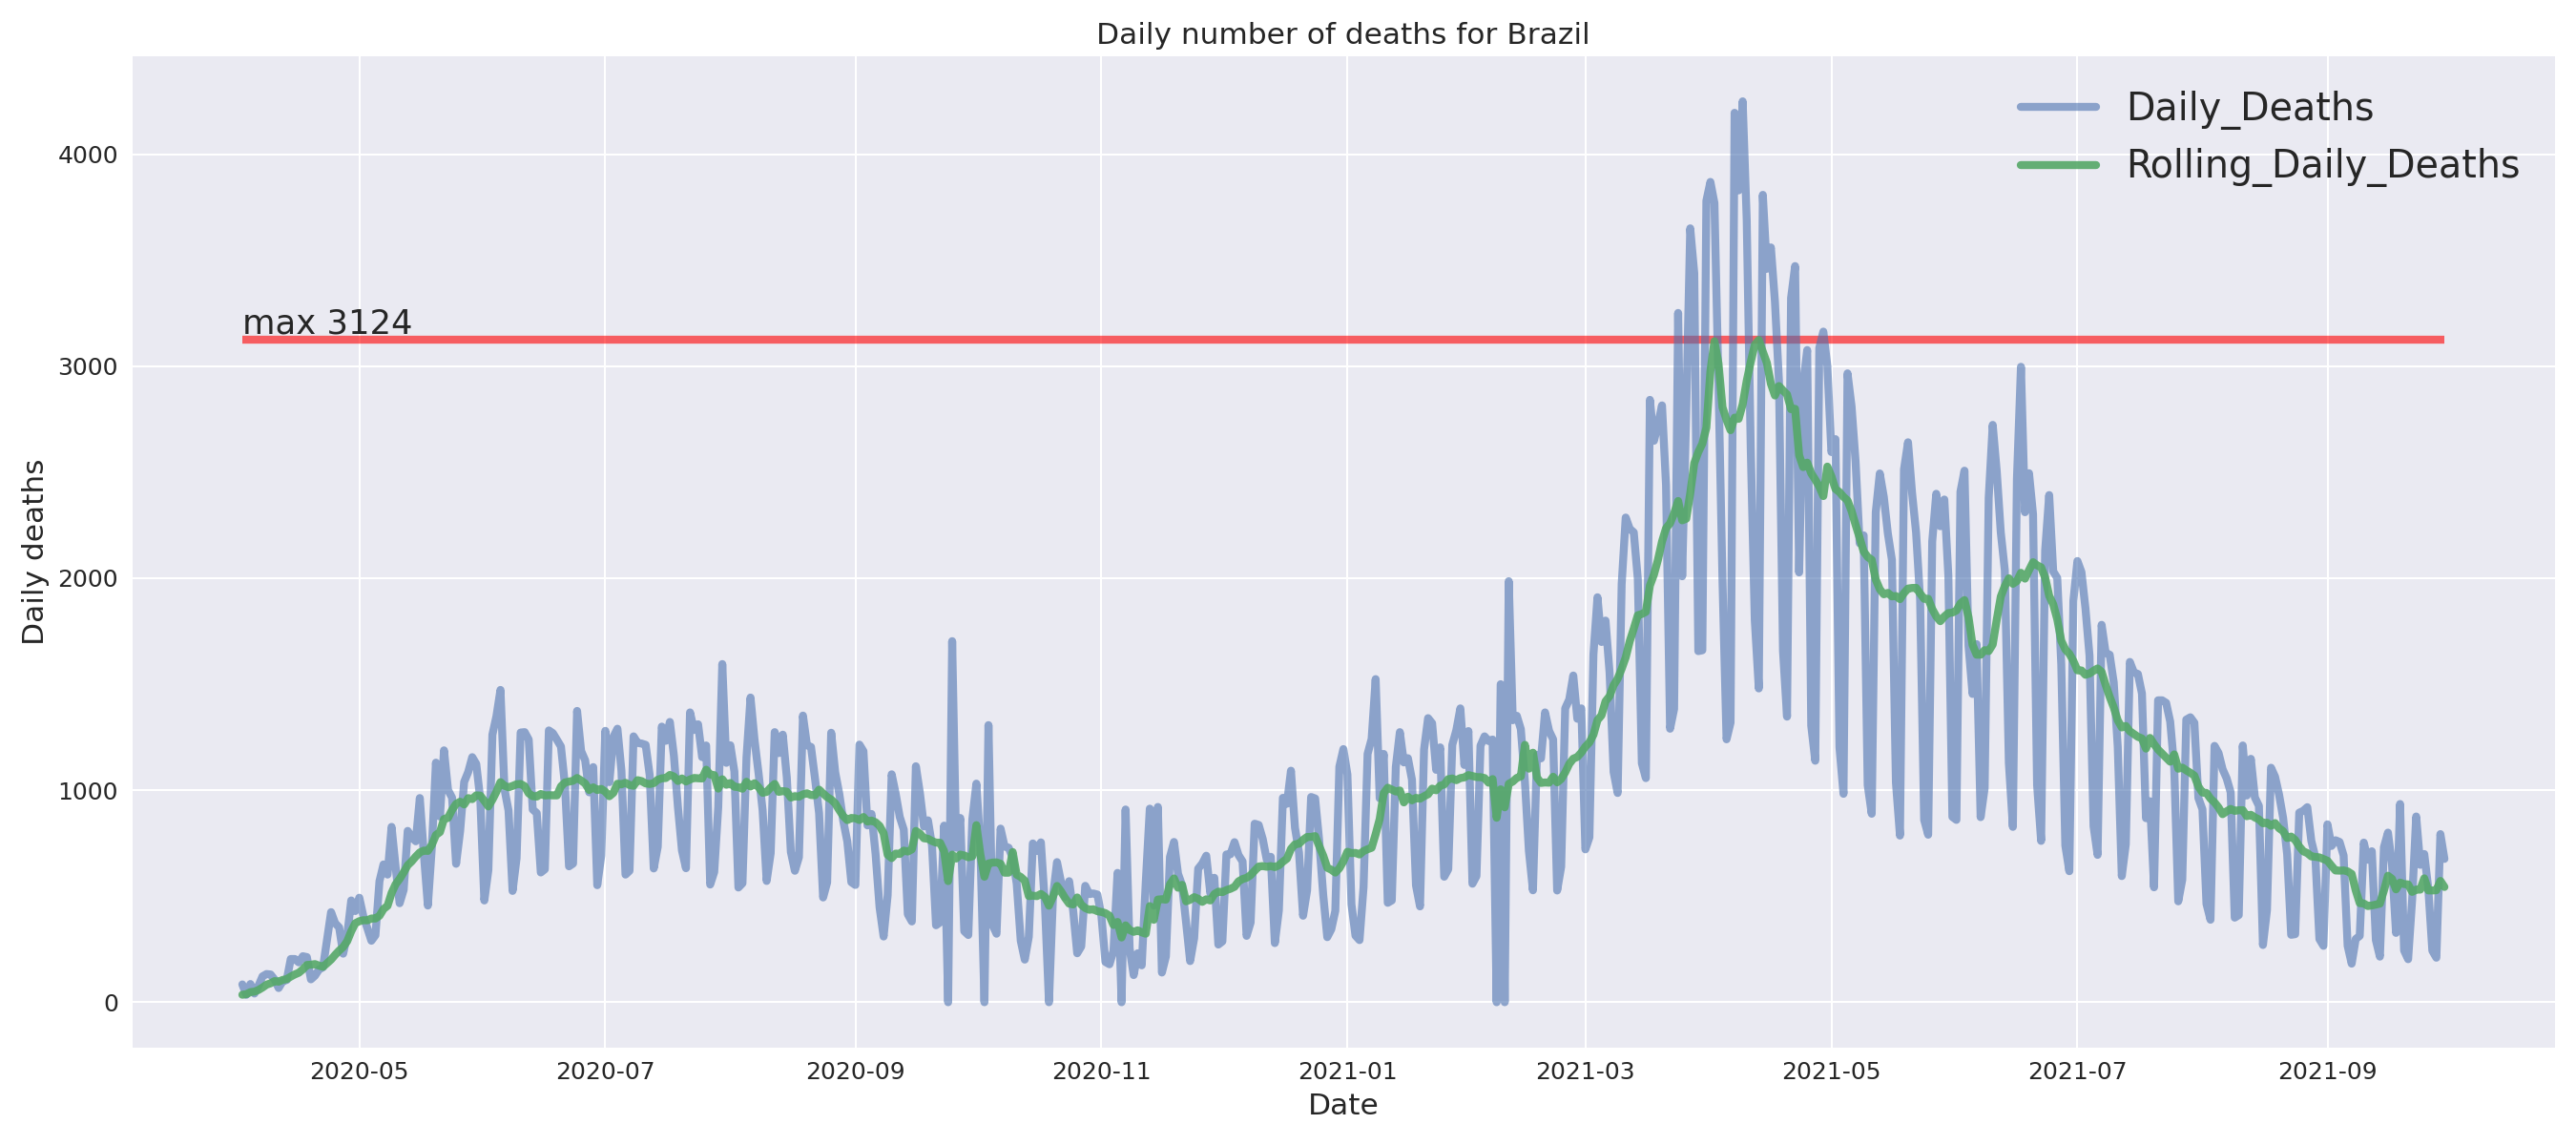 Daily number of deaths for Brazil
Daily_Deaths
Rolling_Daily_Deaths
max 3124
Daily deaths
4000
3000
2000
1000
0
2020-05 2020-07 2020-09 2020-11 2021-01 2021-03 2021-05 2021-07 2021-09
Date